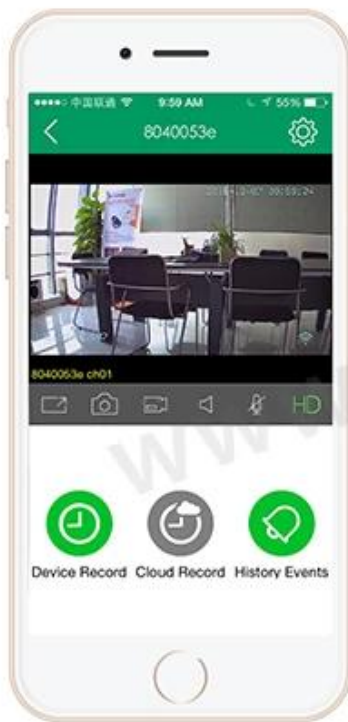 中国联通 9:59 AM 55%
8040053e
8040053e ch01
HD
Device Record Cloud Record History Events